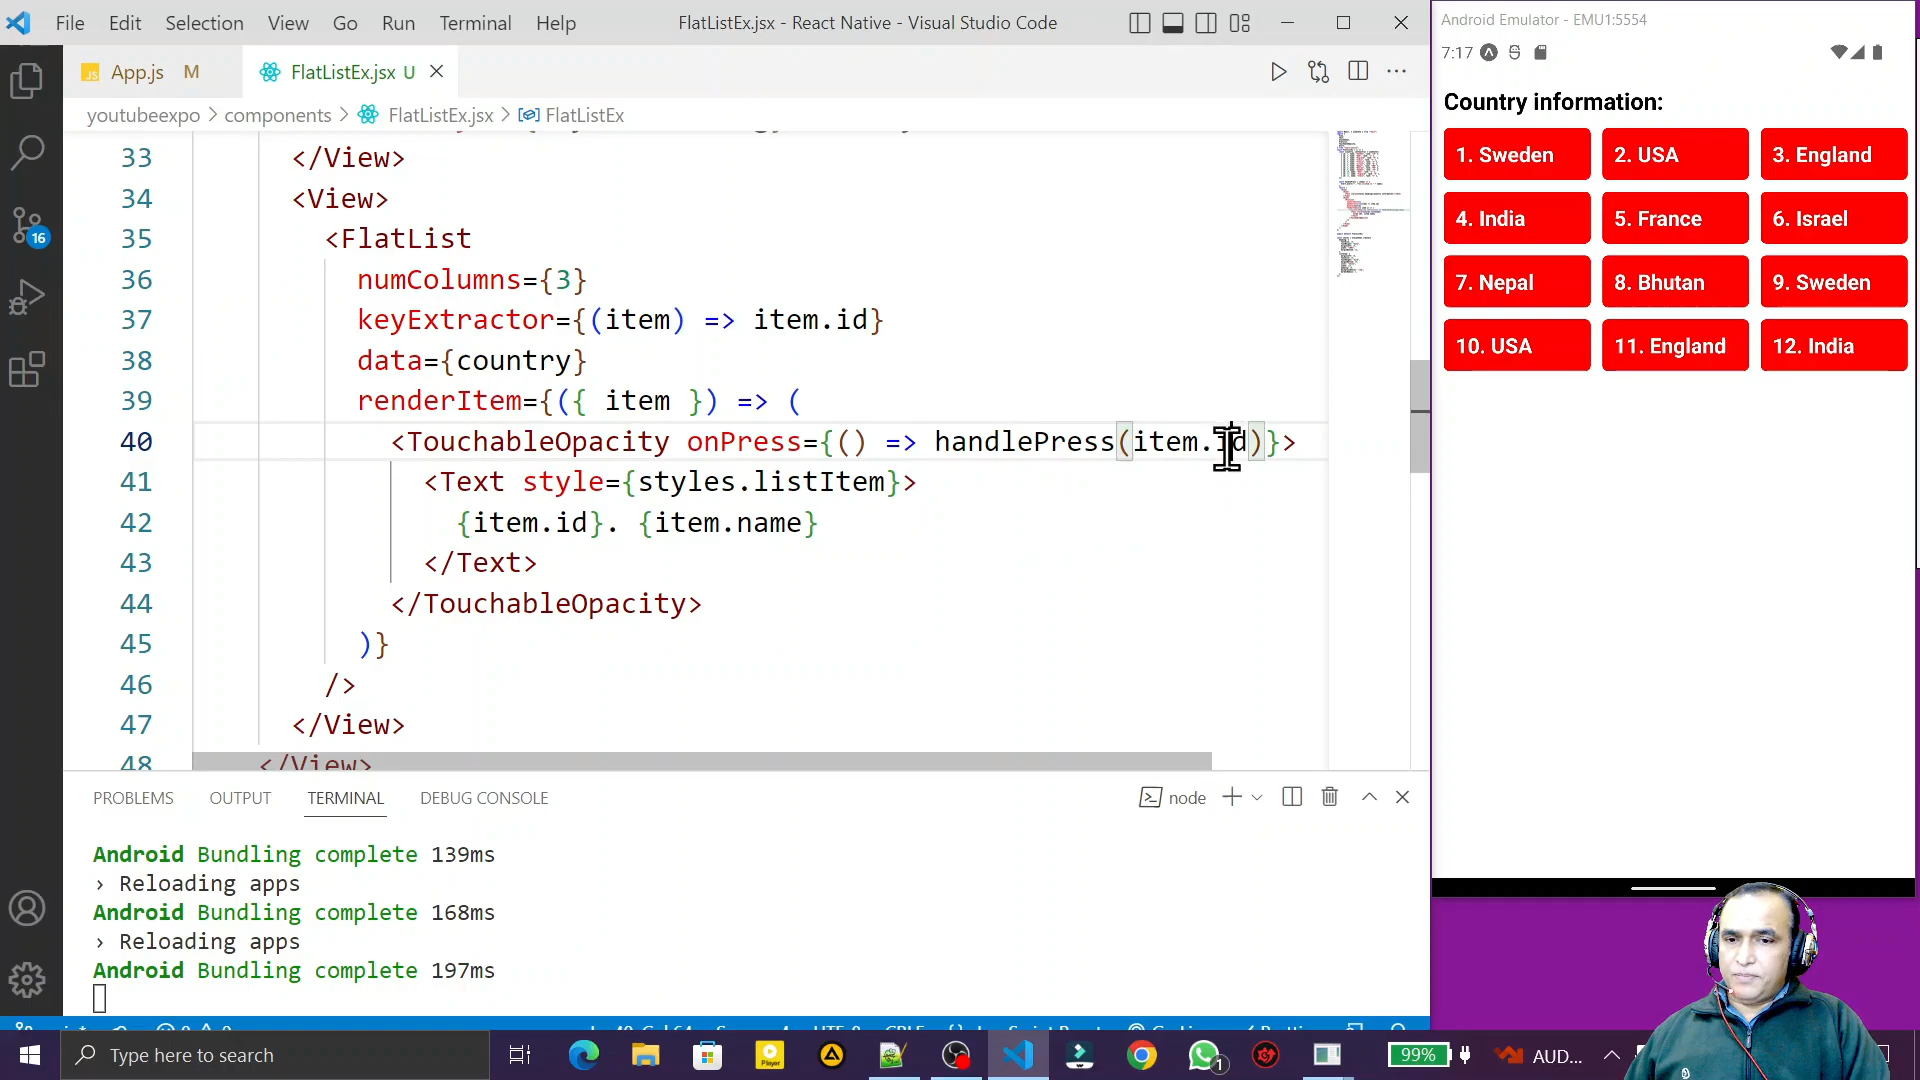 File Edit Selection View Go Run Terminal Help
FlatListEx.jsx - React Native - Visual Studio Code
JS App.js M
FlatListEx.jsx U
youtubeexpo > components > FlatListEx.jsx > FlatListEx
33 </View>
34 <View>
35 <FlatList
36 numColumns={3}
37 keyExtractor={(item) => item.id}
38 data={country}
39 renderItem={({ item }) => (
40 <TouchableOpacity onPress={() => handlePress(item.id)}>
41 <Text style={styles.listItem}>
42 {item.id}. {item.name}
43 </Text>
44 </TouchableOpacity>
45 )}
46 />
47 </View>
48 </View>
16
PROBLEMS OUTPUT TERMINAL DEBUG CONSOLE
node
Android Bundling complete 139ms
› Reloading apps
Android Bundling complete 168ms
› Reloading apps
Android Bundling complete 197ms
Type here to search
Player
1
99%
AUD...
Android Emulator - EMU1:5554
7:17
Country information:
1. Sweden
2. USA
3. England
4. India
5. France
6. Israel
7. Nepal
8. Bhutan
9. Sweden
10. USA
11. England
12. India